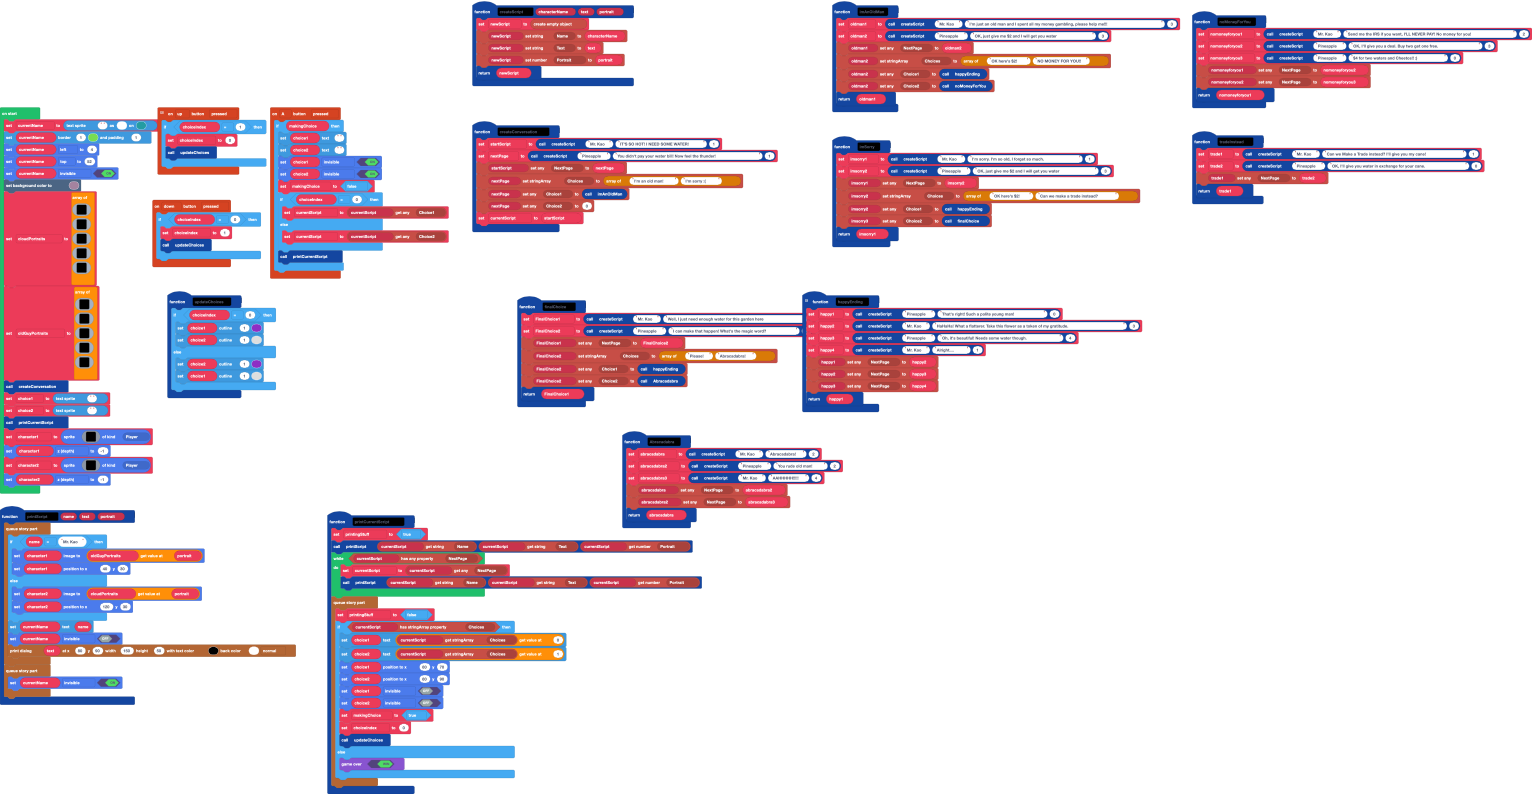 function createScript characterName text portrait
set newScript to create empty object
newScript set string Name to characterName
newScript set string Text to text
newScript set number Portrait to portrait
return newScript
function imAnOldMan
set oldman1 to call createScript Mr. Kao I'm just an old man and I spent all my money gambling, please help me!!
set oldman2 to call createScript Pineapple OK, just give me $2 and I will get you water
oldman1 set any NextPage to oldman2
oldman2 set stringArray Choices to array of OK here's $2! NO MONEY FOR YOU!!
oldman2 set any Choice1 to call happyEnding
oldman2 set any Choice2 to call noMoneyForYou
return oldman1
function noMoneyForYou
set nomoneyforyou1 to call createScript Mr. Kao Send me the IRS if you want, I'LL NEVER PAY! No money for you!
set nomoneyforyou2 to call createScript Pineapple OK, I'll give you a deal. Buy two get one free.
set nomoneyforyou3 to call createScript Pineapple $4 for two waters and Cheetos!! :)
nomoneyforyou1 set any NextPage to nomoneyforyou2
nomoneyforyou2 set any NextPage to nomoneyforyou3
return nomoneyforyou1
on start
set currentName to text sprite
set currentName border and padding
set currentName left to
set currentName top to
set currentName invisible
set background color to
set cloudPortraits to array of
set oldGuyPortraits to array of
call createConversation
set choice1 to text sprite
set choice2 to text sprite
call printCurrentScript
set character1 to sprite of kind Player
set character1 z (depth) to -1
set character2 to sprite of kind Player
set character2 z (depth) to -1
on up button pressed
if choiceIndex = 1 then
set choiceIndex to 0
call updateChoices
on down button pressed
if choiceIndex = 0 then
set choiceIndex to 1
call updateChoices
on A button pressed
if makingChoice then
set choice1 text
set choice2 text
set choice1 invisible
set choice2 invisible
set makingChoice to false
if choiceIndex = 0 then
set currentScript to currentScript get any Choice1
else
set currentScript to currentScript get any Choice2
call printCurrentScript
function createConversation
set startScript to call createScript Mr. Kao IT'S SO HOT! I NEED SOME WATER! 1
set nextPage to call createScript Pineapple You didn't pay your water bill! Now feel the thunder! 1
startScript set any NextPage to nextPage
nextPage set stringArray Choices to array of I'm an old man! I'm sorry :(
nextPage set any Choice1 to call imAnOldMan
nextPage set any Choice2 to
set currentScript to startScript
function imSorry
set imsorry1 to call createScript Mr. Kao I'm sorry. I'm so old, I forgot so much.
set imsorry2 to call createScript Pineapple OK, just give me $2 and I will get you water
imsorry1 set any NextPage to imsorry2
imsorry2 set stringArray Choices to array of OK here's $2! Can we make a trade instead?
imsorry2 set any Choice1 to call happyEnding
imsorry2 set any Choice2 to call finalChoice
return imsorry1
function tradeInstead
set trade1 to call createScript Mr. Kao Can we Make a Trade instead? I'll give you my cane!
set trade2 to call createScript Pineapple OK, I'll give you water in exchange for your cane.
trade1 set any NextPage to trade2
return trade1
function updateChoices
if choiceIndex = 0 then
set choice1 outline 1
set choice2 outline 1
else
set choice2 outline 1
set choice1 outline 1
function finalChoice
set FinalChoice1 to call createScript Mr. Kao Well, I just need enough water for this garden here
set FinalChoice2 to call createScript Pineapple I can make that happen! What's the magic word?
FinalChoice1 set any NextPage to FinalChoice2
FinalChoice2 set stringArray Choices to array of Please! Abracadabra!
FinalChoice2 set any Choice1 to call happyEnding
FinalChoice2 set any Choice2 to call Abracadabra
return FinalChoice1
function happyEnding
set happy1 to call createScript Pineapple That's right! Such a polite young man! 0
set happy2 to call createScript Mr. Kao HaHaHa! What a flatterer. Take this flower as a token of my gratitude.
set happy3 to call createScript Pineapple Oh, it's beautiful! Needs some water though. 4
set happy4 to call createScript Mr. Kao Alright.... 1
happy1 set any NextPage to happy2
happy2 set any NextPage to happy3
happy3 set any NextPage to happy4
return happy1
function Abracadabra
set abracadabra to call createScript Mr. Kao Abracadabra! 2
set abracadabra2 to call createScript Pineapple You rude old man! 2
set abracadabra3 to call createScript Mr. Kao AAHHHHHH!!! 4
abracadabra set any NextPage to abracadabra2
abracadabra2 set any NextPage to abracadabra3
return abracadabra
function printScript name text portrait
queue story part
if name = Mr. Kao then
set character1 image to oldGuyPortraits get value at portrait
set character1 position to x 40 y 30
else
set character2 image to cloudPortraits get value at portrait
set character2 position to x 120 y 30
set currentName text name
set currentName invisible OFF
print dialog text at x 80 y 90 width 150 height 50 with text color back color normal
queue story part
set currentName invisible ON
function printCurrentScript
set printingStuff to true
call printScript currentScript get string Name currentScript get string Text currentScript get number Portrait
while currentScript has any property NextPage
do set currentScript to currentScript get any NextPage
call printScript currentScript get string Name currentScript get string Text currentScript get number Portrait
queue story part
set printingStuff to false
if currentScript has stringArray property Choices then
set choice1 text currentScript get stringArray Choices get value at 0
set choice2 text currentScript get stringArray Choices get value at 1
set choice1 position to x 80 y 70
set choice2 position to x 80 y 90
set choice1 invisible OFF
set choice2 invisible OFF
set makingChoice to true
set choiceIndex to 0
call updateChoices
else
game over